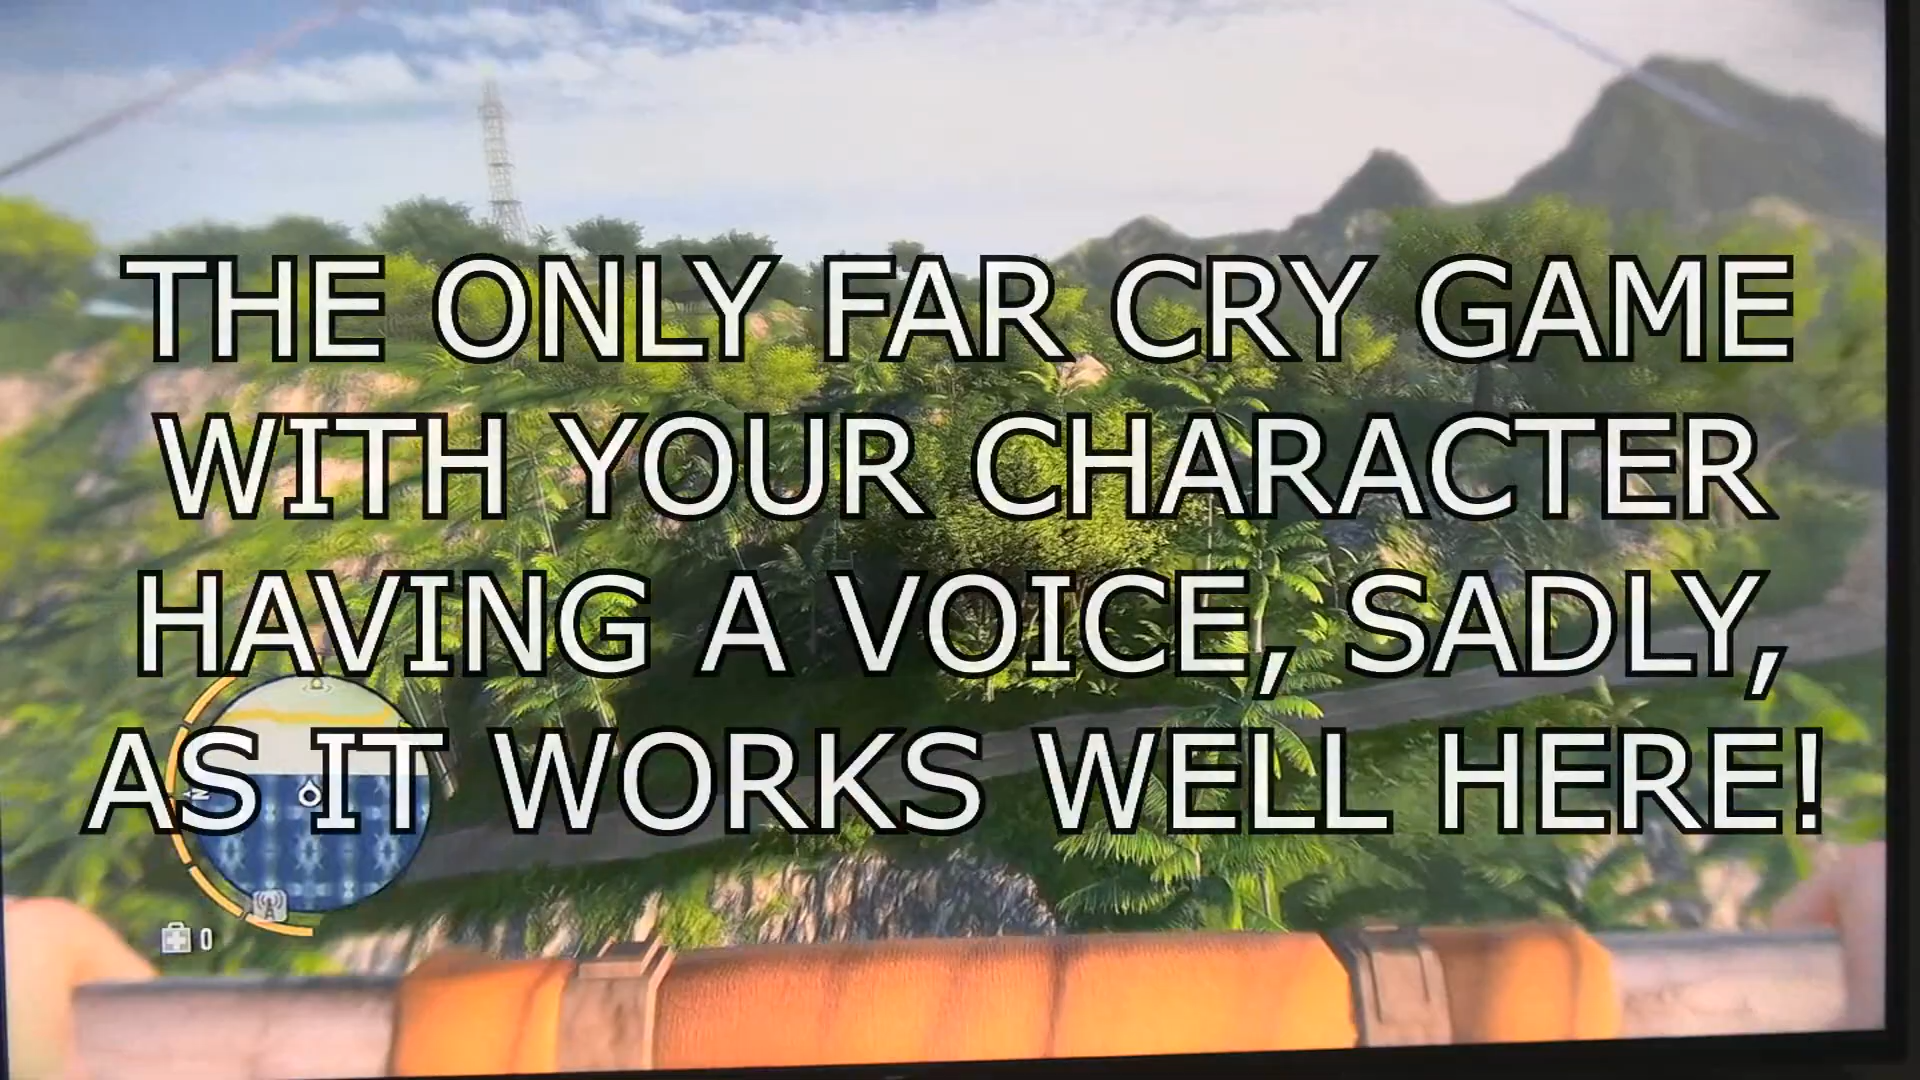 THE ONLY FAR CRY GAME
WITH YOUR CHARACTER
HAVING A VOICE, SADLY,
AS IT WORKS WELL HERE!
Z
0